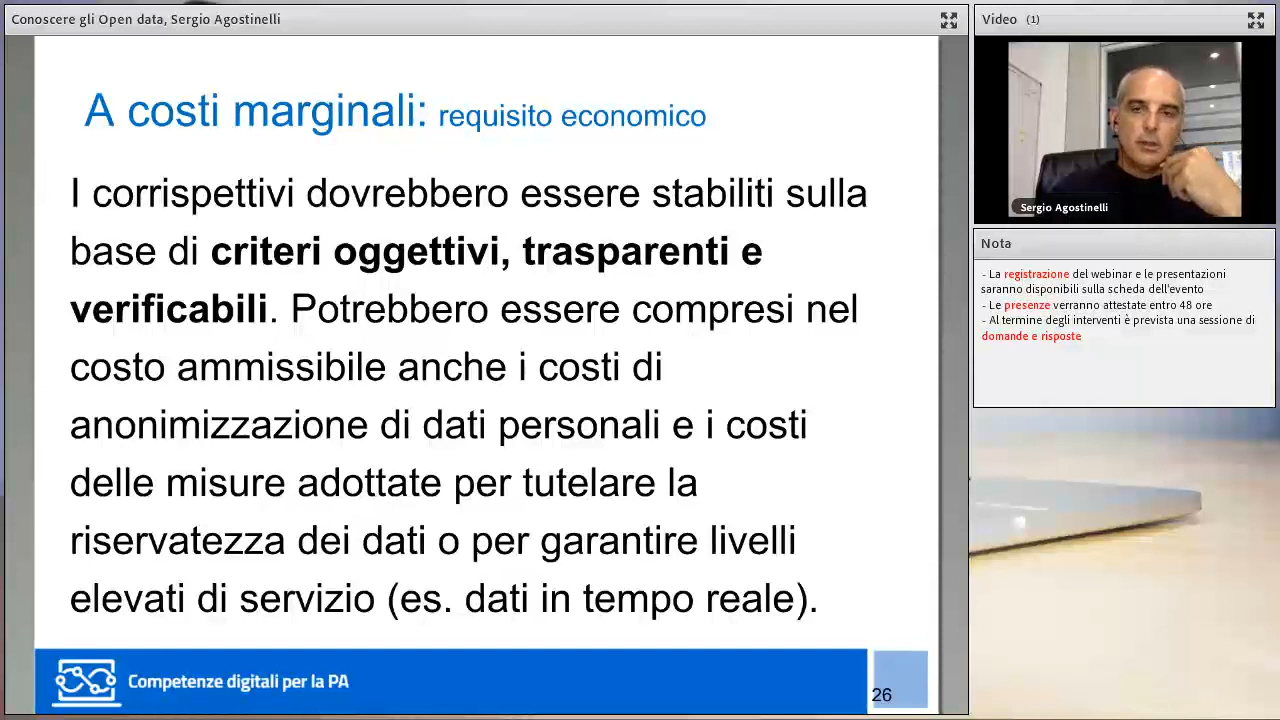 Conoscere gli Open data, Sergio Agostinelli
A costi marginali: requisito economico
I corrispettivi dovrebbero essere stabiliti sulla
base di criteri oggettivi, trasparenti e
verificabili. Potrebbero essere compresi nel
costo ammissibile anche i costi di
anonimizzazione di dati personali e i costi
delle misure adottate per tutelare la
riservatezza dei dati o per garantire livelli
elevati di servizio (es. dati in tempo reale).
Competenze digitali per la PA
26
Video (1)
Sergio Agostinelli
Nota
- La registrazione del webinar e le presentazioni
saranno disponibili sulla scheda dell'evento
- Le presenze verranno attestate entro 48 ore
- Al termine degli interventi è prevista una sessione di
domande e risposte